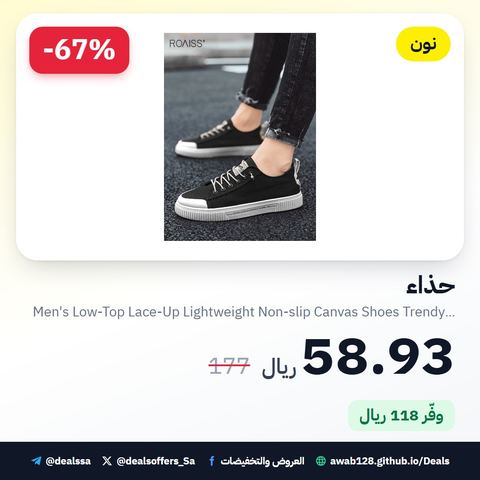 -67%
ROAISS'
نون
حذاء
Men's Low-Top Lace-Up Lightweight Non-slip Canvas Shoes Trendy...
58.93 ريال 177
وفّر 118 ريال
@dealssa @dealsoffers_Sa العروض والتخفيضات awab128.github.io/Deals